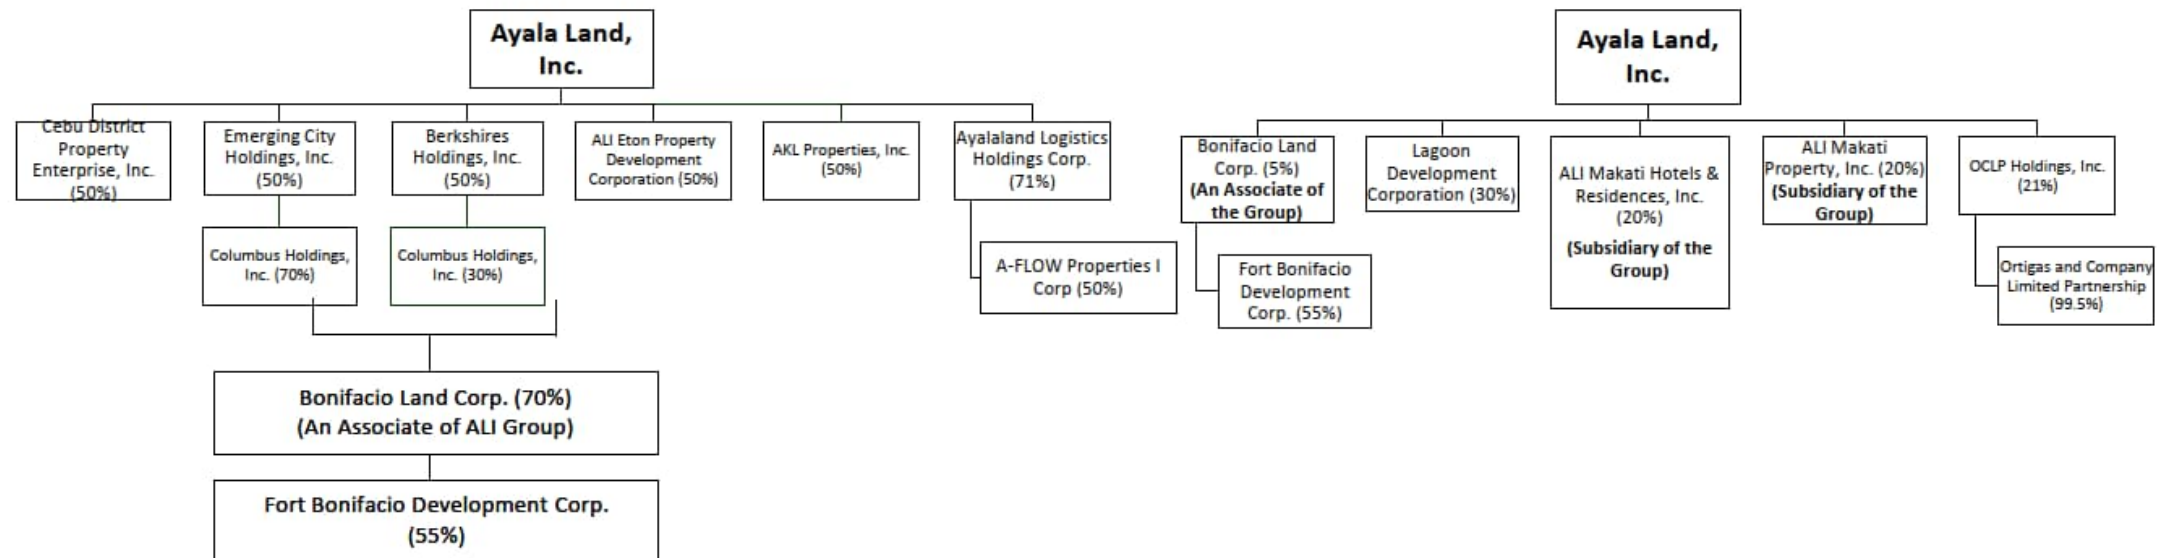 Ayala Land,
Inc.
Cebu District
Property
Enterprise, Inc.
(50%)
Emerging City
Holdings, Inc.
(50%)
Berkshires
Holdings, Inc.
(50%)
ALI Eton Property
Development
Corporation (50%)
AKL Properties, Inc.
(50%)
Ayalaland Logistics
Holdings Corp.
(71%)
Columbus Holdings,
Inc. (70%)
Columbus Holdings,
Inc. (30%)
A-FLOW Properties I
Corp (50%)
Bonifacio Land Corp. (70%)
(An Associate of ALI Group)
Fort Bonifacio Development Corp.
(55%)
Ayala Land,
Inc.
Bonifacio Land
Corp. (5%)
(An Associate of
the Group)
Lagoon
Development
Corporation (30%)
ALI Makati Hotels &
Residences, Inc.
(20%)
(Subsidiary of the
Group)
ALI Makati
Property, Inc. (20%)
(Subsidiary of the
Group)
OCLP Holdings, Inc.
(21%)
Fort Bonifacio
Development
Corp. (55%)
Ortigas and Company
Limited Partnership
(99.5%)